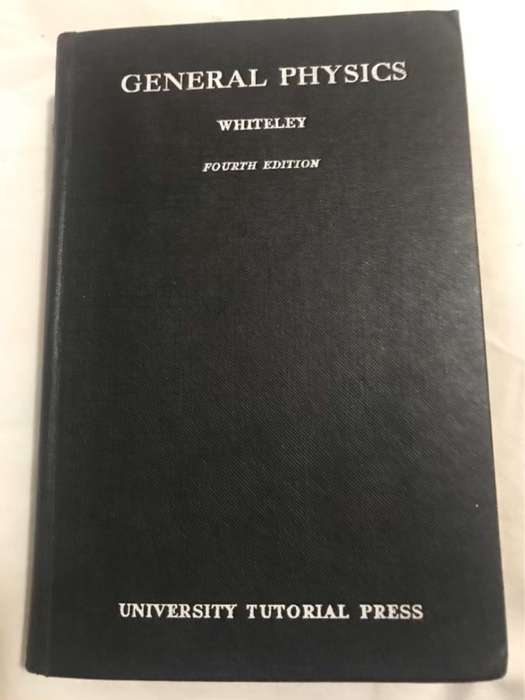 GENERAL PHYSICS
WHITELEY
FOURTH EDITION
UNIVERSITY TUTORIAL PRESS